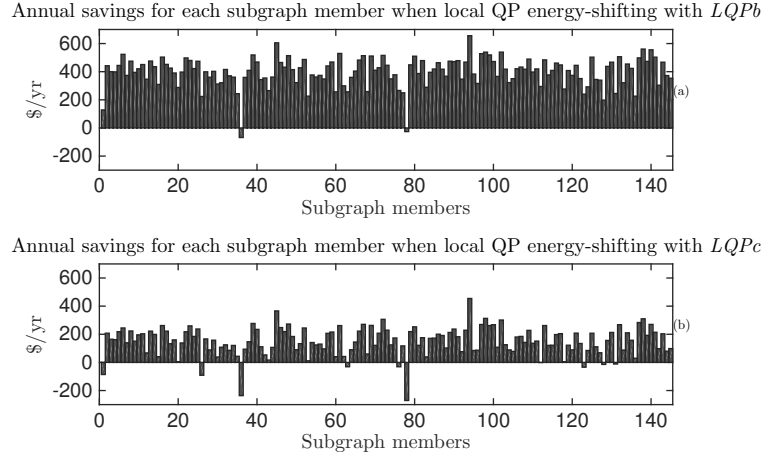 Annual savings for each subgraph member when local QP energy-shifting with LQPb
600
400
200
0
-200
$/yr
(a)
0 20 40 60 80 100 120 140
Subgraph members
Annual savings for each subgraph member when local QP energy-shifting with LQPc
600
400
200
0
-200
$/yr
(b)
0 20 40 60 80 100 120 140
Subgraph members